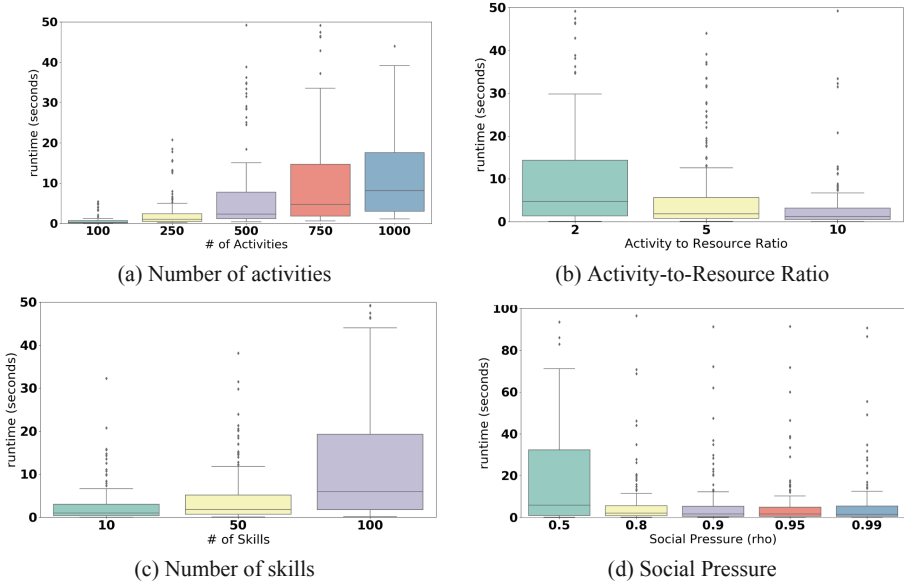 50
40
30
20
10
0
runtime (seconds)
100 250 500 750 1000
# of Activities
(a) Number of activities
50
40
30
20
10
0
runtime (seconds)
2 5 10
Activity to Resource Ratio
(b) Activity-to-Resource Ratio
50
40
30
20
10
0
runtime (seconds)
10 50 100
# of Skills
(c) Number of skills
100
80
60
40
20
0
runtime (seconds)
0.5 0.8 0.9 0.95 0.99
Social Pressure (rho)
(d) Social Pressure